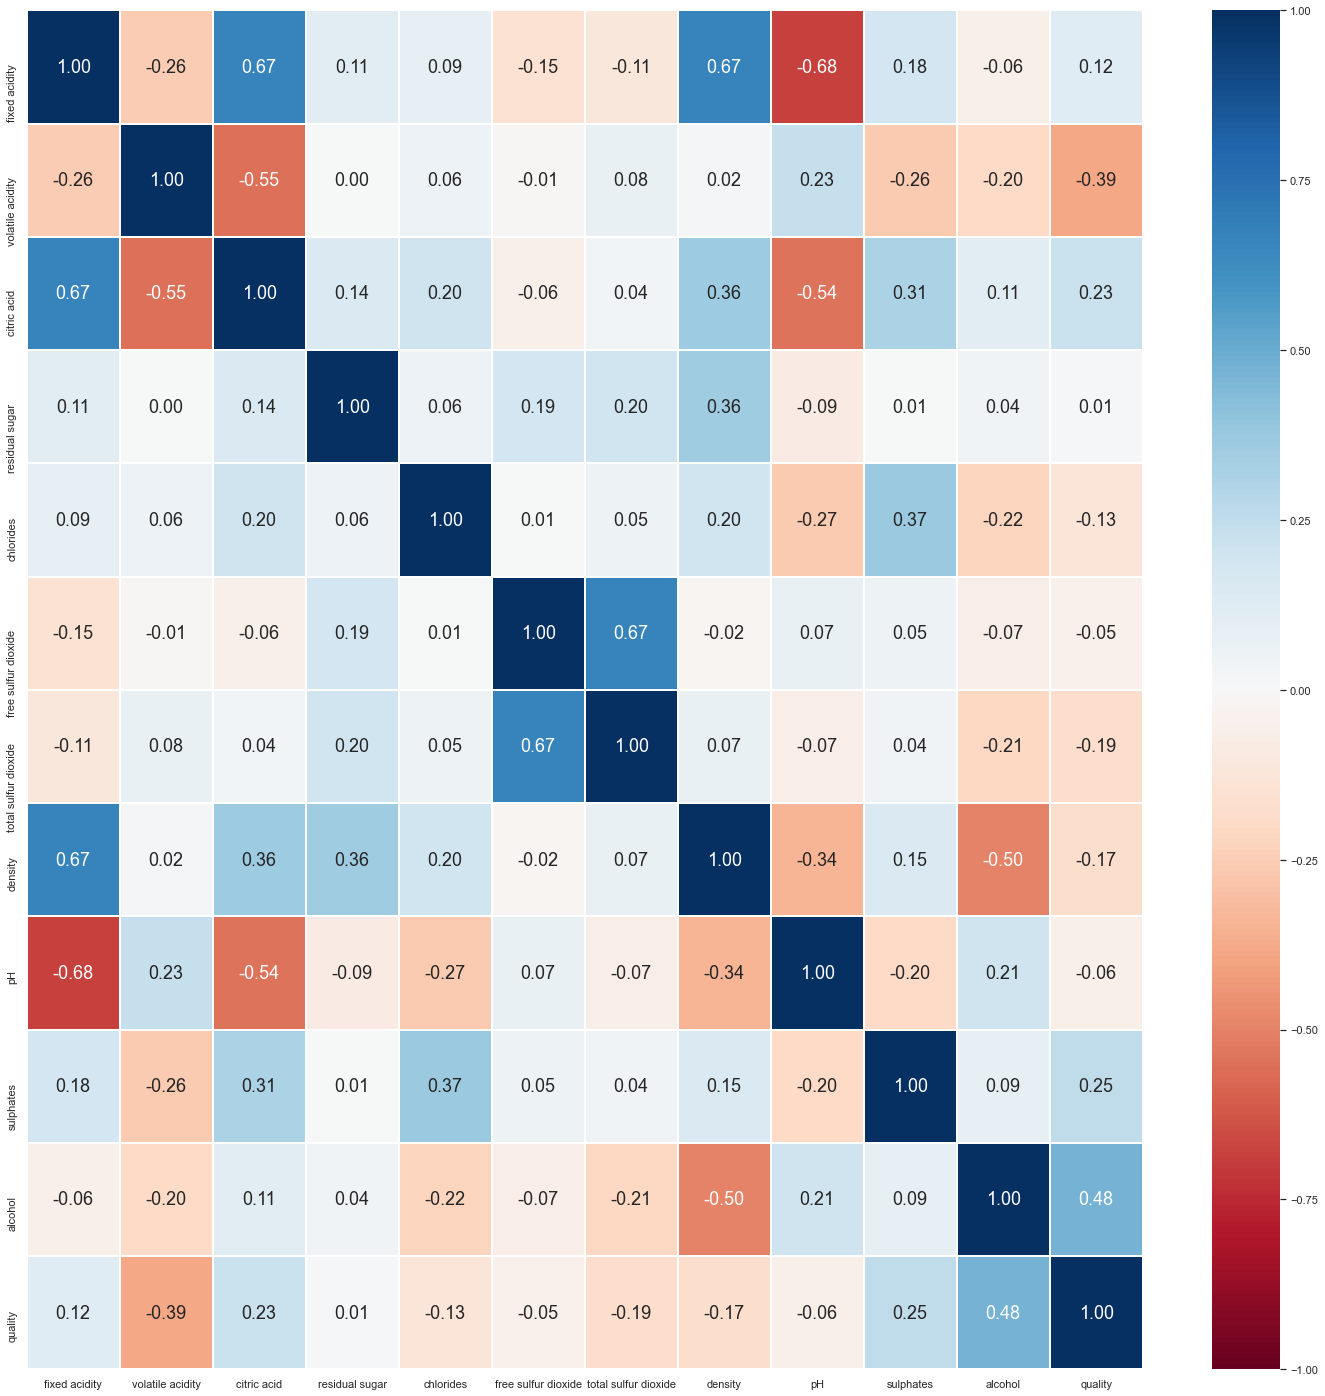 fixed acidity 1.00 -0.26 0.67 0.11 0.09 -0.15 -0.11 0.67 -0.68 0.18 -0.06 0.12
volatile acidity -0.26 1.00 -0.55 0.00 0.06 -0.01 0.08 0.02 0.23 -0.26 -0.20 -0.39
citric acid 0.67 -0.55 1.00 0.14 0.20 -0.06 0.04 0.36 -0.54 0.31 0.11 0.23
residual sugar 0.11 0.00 0.14 1.00 0.06 0.19 0.20 0.36 -0.09 0.01 0.04 0.01
chlorides 0.09 0.06 0.20 0.06 1.00 0.01 0.05 0.20 -0.27 0.37 -0.22 -0.13
free sulfur dioxide -0.15 -0.01 -0.06 0.19 0.01 1.00 0.67 -0.02 0.07 0.05 -0.07 -0.05
total sulfur dioxide -0.11 0.08 0.04 0.20 0.05 0.67 1.00 0.07 -0.07 0.04 -0.21 -0.19
density 0.67 0.02 0.36 0.36 0.20 -0.02 0.07 1.00 -0.34 0.15 -0.50 -0.17
pH -0.68 0.23 -0.54 -0.09 -0.27 0.07 -0.07 -0.34 1.00 -0.20 0.21 -0.06
sulphates 0.18 -0.26 0.31 0.01 0.37 0.05 0.04 0.15 -0.20 1.00 0.09 0.25
alcohol -0.06 -0.20 0.11 0.04 -0.22 -0.07 -0.21 -0.50 0.21 0.09 1.00 0.48
quality 0.12 -0.39 0.23 0.01 -0.13 -0.05 -0.19 -0.17 -0.06 0.25 0.48 1.00
fixed acidity volatile acidity citric acid residual sugar chlorides free sulfur dioxide total sulfur dioxide density pH sulphates alcohol quality
1.00
0.75
0.50
0.25
0.00
−0.25
−0.50
−0.75
−1.00